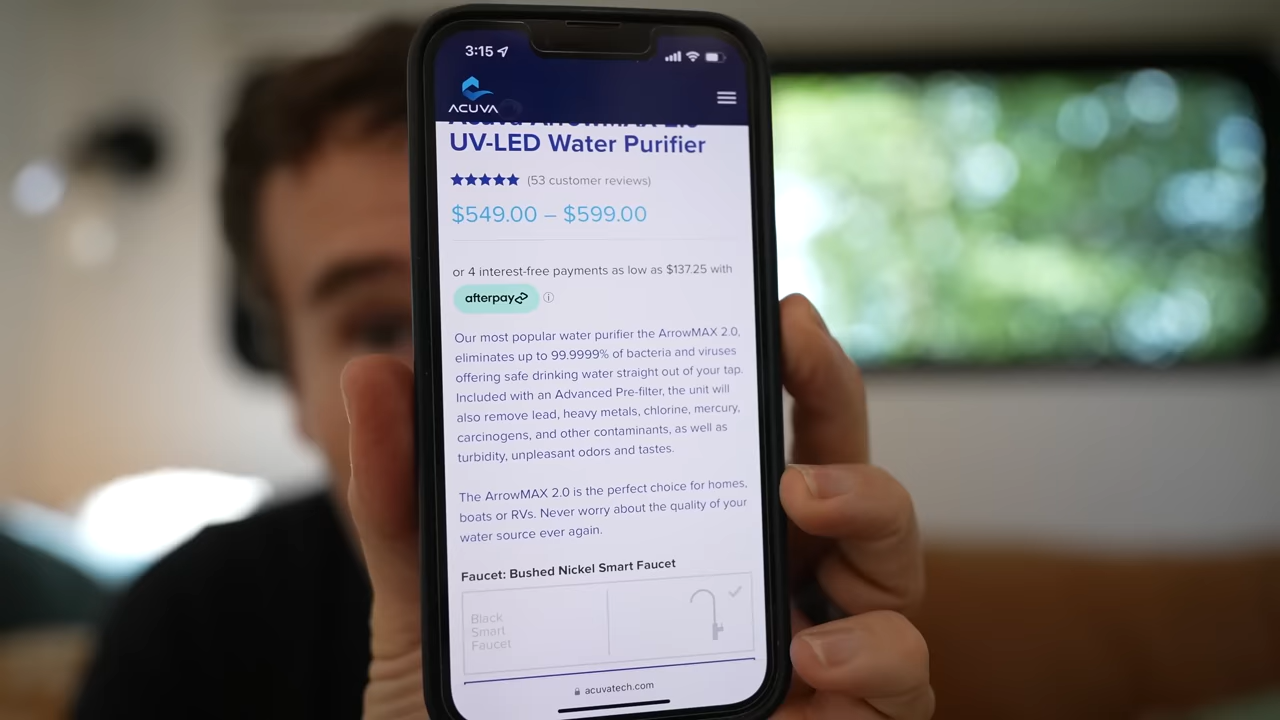 3:15
ACUVA
Acuva ArrowMAX 2.0
UV-LED Water Purifier
(53 customer reviews)
$549.00 – $599.00
or 4 interest-free payments as low as $137.25 with
afterpay
Our most popular water purifier the ArrowMAX 2.0,
eliminates up to 99.9999% of bacteria and viruses
offering safe drinking water straight out of your tap.
Included with an Advanced Pre-filter, the unit will
also remove lead, heavy metals, chlorine, mercury,
carcinogens, and other contaminants, as well as
turbidity, unpleasant odors and tastes.
The ArrowMAX 2.0 is the perfect choice for homes,
boats or RVs. Never worry about the quality of your
water source ever again.
Faucet: Bushed Nickel Smart Faucet
Black
Smart
Faucet
acuvatech.com